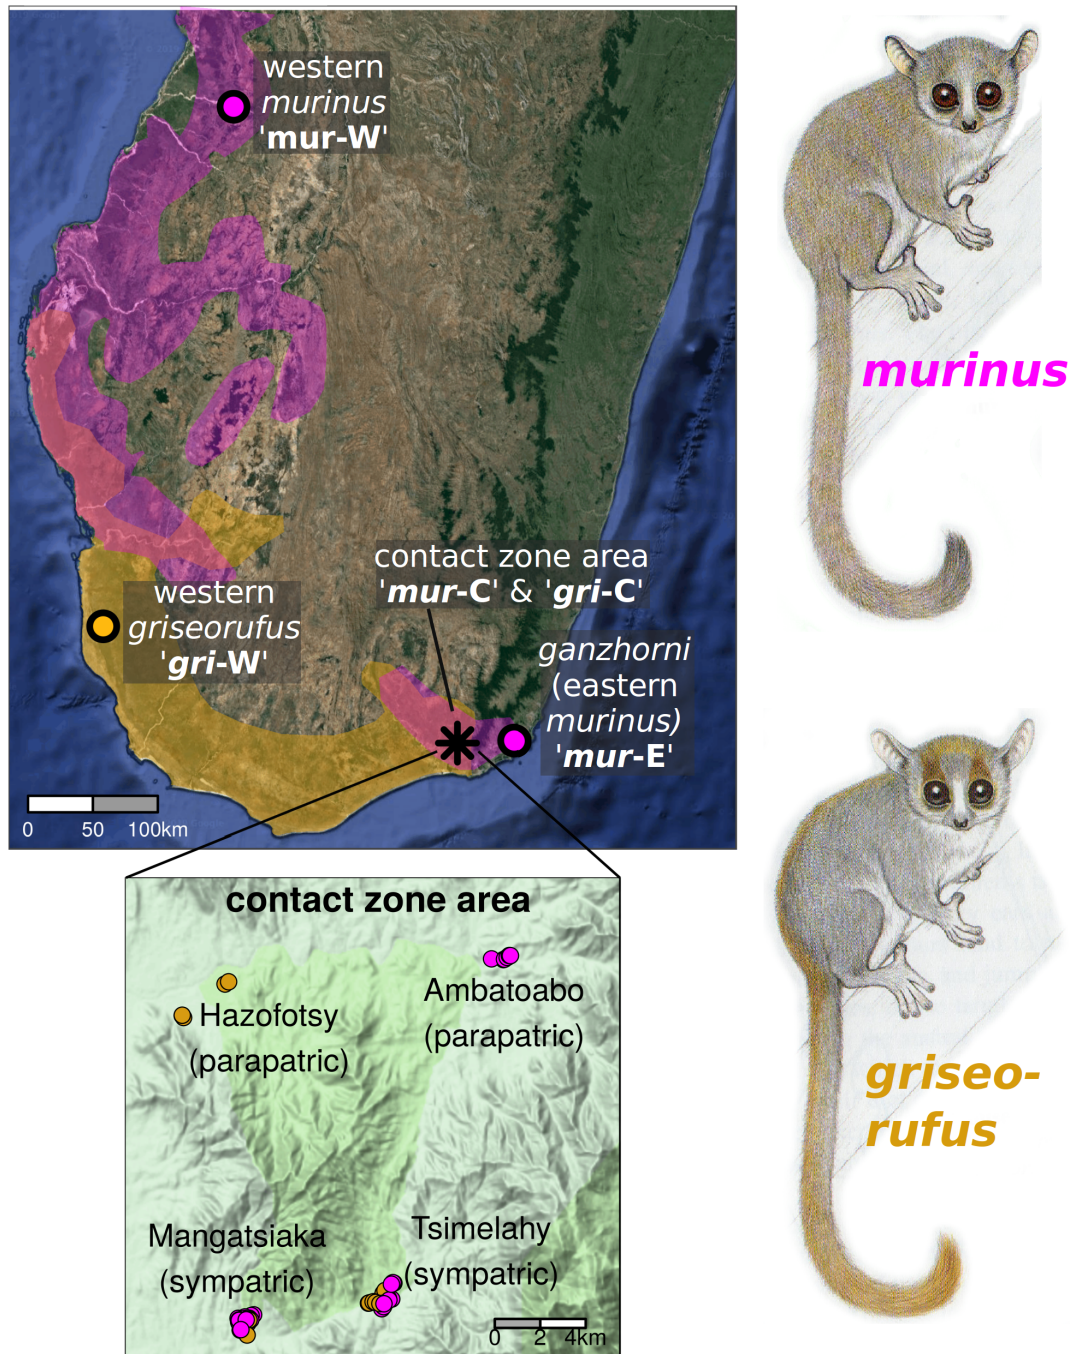 western
murinus
'mur-W'
contact zone area
'mur-C' & 'gri-C'
western
griseorufus
'gri-W'
ganzhorni
(eastern
murinus)
'mur-E'
0 50 100km
murinus
contact zone area
Ambatoabo
(parapatric)
Hazofotsy
(parapatric)
Mangatsiaka
(sympatric)
Tsimelahy
(sympatric)
0 2 4km
griseo-
rufus